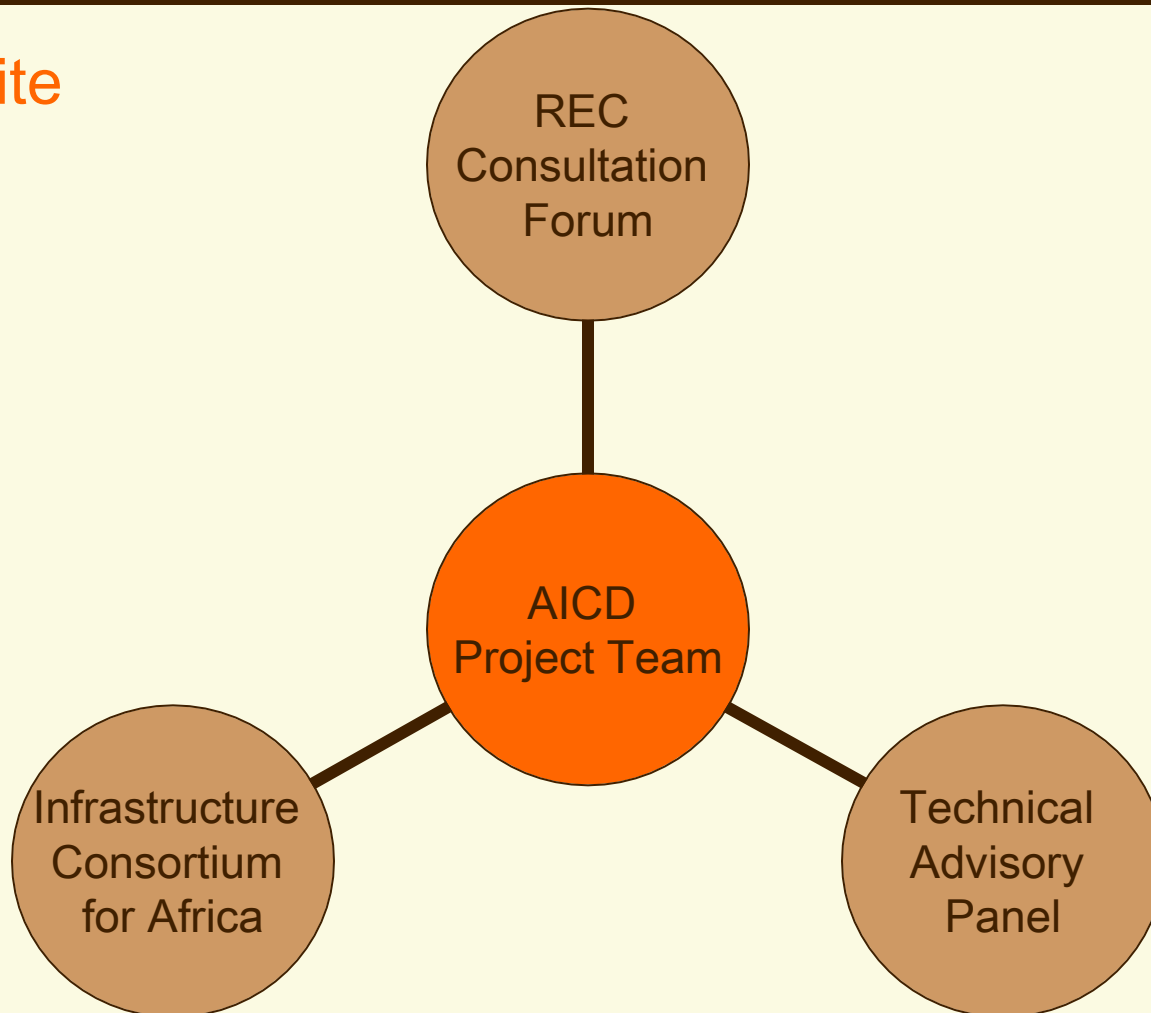 ite
REC
Consultation
Forum
AICD
Project Team
Infrastructure
Consortium
for Africa
Technical
Advisory
Panel